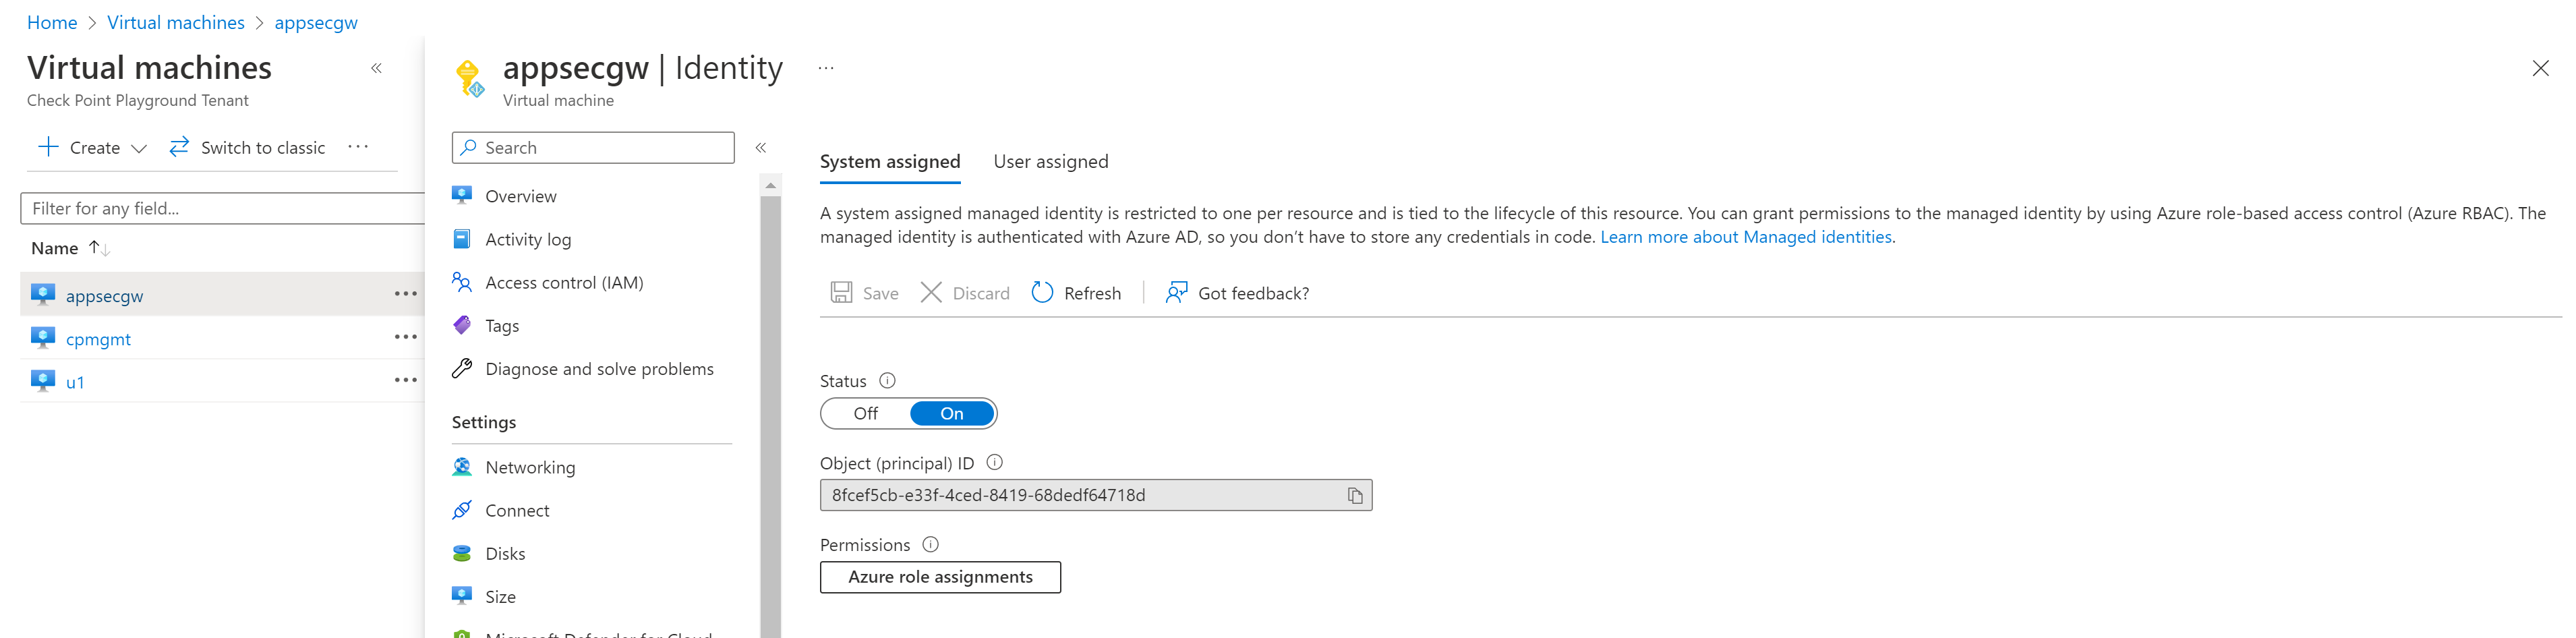 Home > Virtual machines > appsecgw
Virtual machines
Check Point Playground Tenant
Create
Switch to classic
Filter for any field...
Name
appsecgw
cpmgmt
u1
appsecgw | Identity
Virtual machine
Search
Overview
Activity log
Access control (IAM)
Tags
Diagnose and solve problems
Settings
Networking
Connect
Disks
Size
Microsoft Defender for Cloud
System assigned
User assigned
A system assigned managed identity is restricted to one per resource and is tied to the lifecycle of this resource. You can grant permissions to the managed identity by using Azure role-based access control (Azure RBAC). The
managed identity is authenticated with Azure AD, so you don’t have to store any credentials in code. Learn more about Managed identities.
Save
Discard
Refresh
Got feedback?
Status
Off
On
Object (principal) ID
8fcef5cb-e33f-4ced-8419-68dedf64718d
Permissions
Azure role assignments